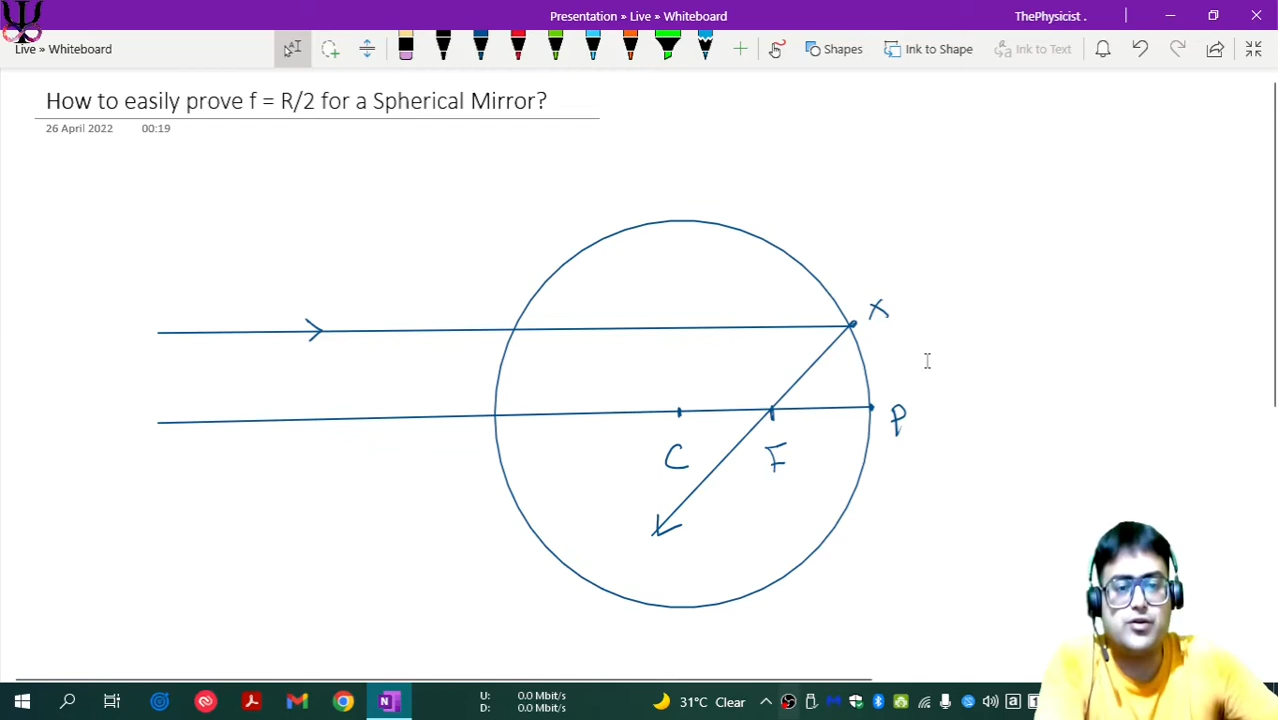 Presentation » Live » Whiteboard
ThePhysicist .
Live » Whiteboard
Shapes
Ink to Shape
Ink to Text
How to easily prove f = R/2 for a Spherical Mirror?
26 April 2022 00:19
X
P
C
F
U: 0.0 Mbit/s
D: 0.0 Mbit/s
31°C Clear